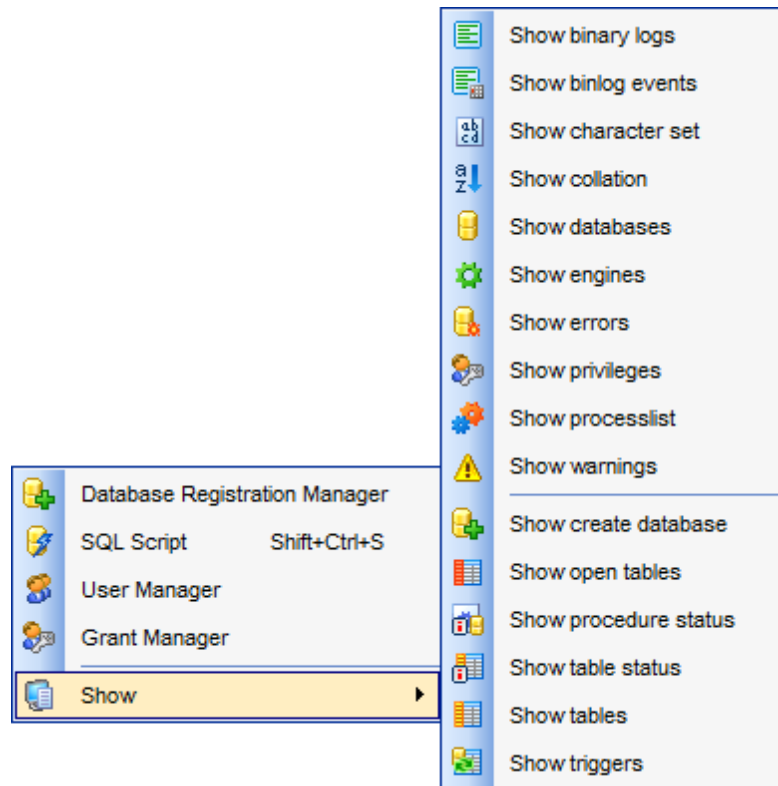 Show binary logs
Show binlog events
Show character set
Show collation
Show databases
Show engines
Show errors
Show privileges
Show processlist
Show warnings
Show create database
Show open tables
Show procedure status
Show table status
Show tables
Show triggers
Database Registration Manager
SQL Script Shift+Ctrl+S
User Manager
Grant Manager
Show